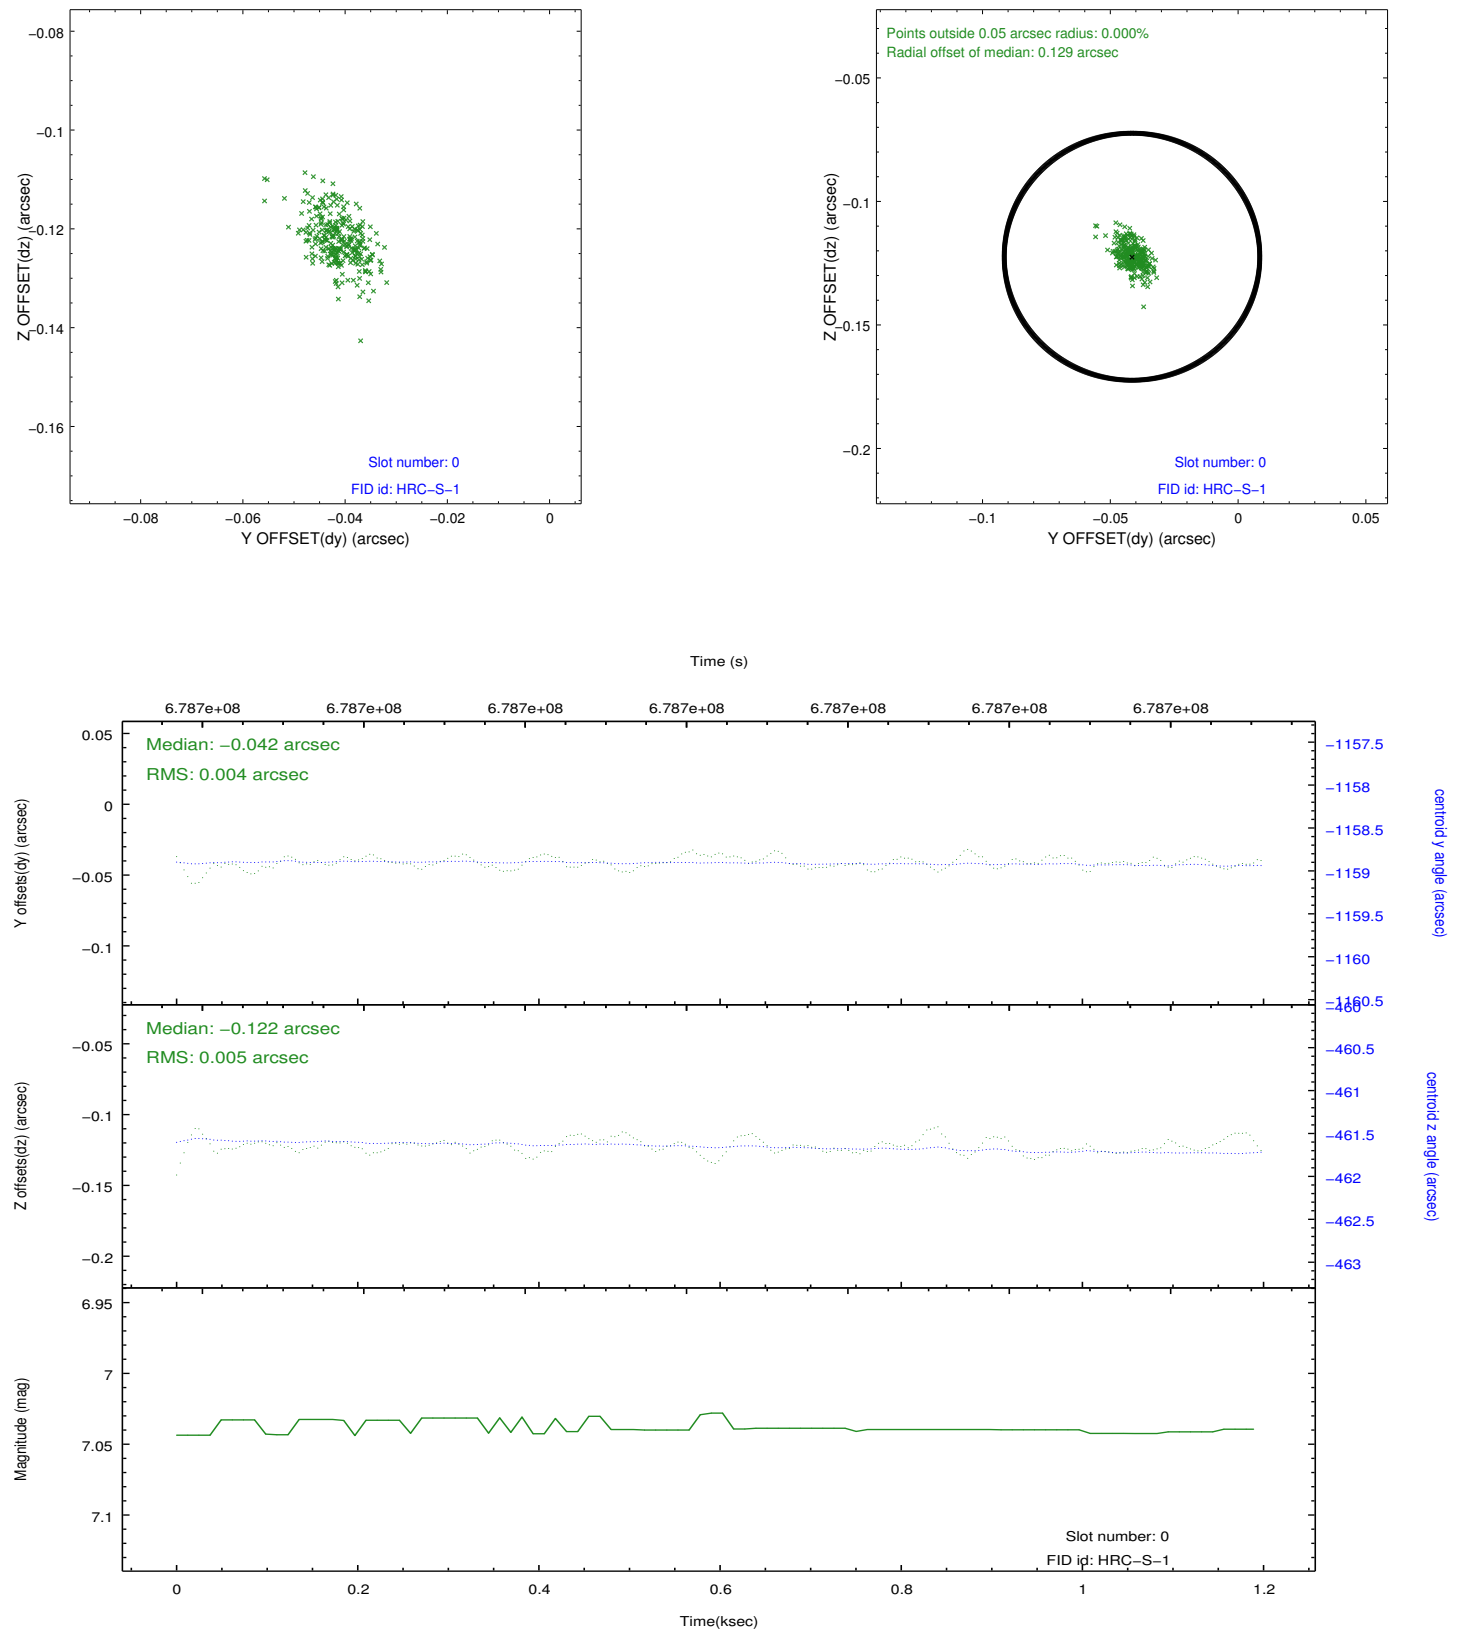 −0.08
−0.1
−0.12
−0.14
−0.16
Z OFFSET(dz) (arcsec)
Slot number: 0
FID id: HRC−S−1
−0.08
−0.06
−0.04
−0.02
0
Y OFFSET(dy) (arcsec)
Points outside 0.05 arcsec radius: 0.000%
Radial offset of median: 0.129 arcsec
−0.05
−0.1
−0.15
−0.2
Z OFFSET(dz) (arcsec)
Slot number: 0
FID id: HRC−S−1
−0.1
−0.05
0
0.05
Y OFFSET(dy) (arcsec)
Time (s)
6.787e+08
6.787e+08
6.787e+08
6.787e+08
6.787e+08
6.787e+08
6.787e+08
Median: −0.042 arcsec
RMS: 0.004 arcsec
0.05
0
−0.05
−0.1
Y offsets(dy) (arcsec)
−1157.5
−1158
−1158.5
−1159
−1159.5
−1160
−1160.5
centroid y angle (arcsec)
Median: −0.122 arcsec
RMS: 0.005 arcsec
−0.05
−0.1
−0.15
−0.2
Z offsets(dz) (arcsec)
−460
−460.5
−461
−461.5
−462
−462.5
−463
centroid z angle (arcsec)
6.95
7
7.05
7.1
Magnitude (mag)
Slot number: 0
FID id: HRC−S−1
0
0.2
0.4
0.6
0.8
1
1.2
Time(ksec)